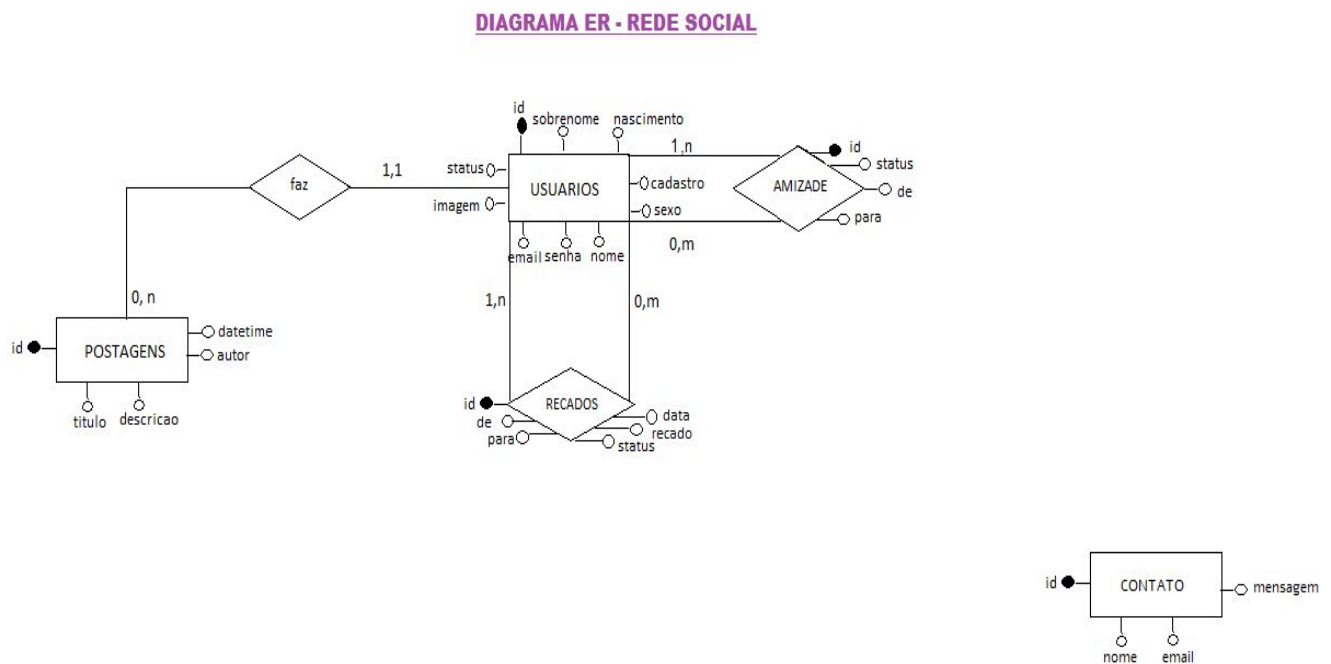 DIAGRAMA ER - REDE SOCIAL
id
sobrenome
nascimento
1,n
id
status
1,1
status
cadastro
faz
USUARIOS
AMIZADE
de
imagem
sexo
para
0,m
email
senha
nome
0, n
1,n
0,m
datetime
id
POSTAGENS
autor
titulo
descricao
id
RECADOS
data
de
recado
para
status
id
CONTATO
mensagem
nome
email